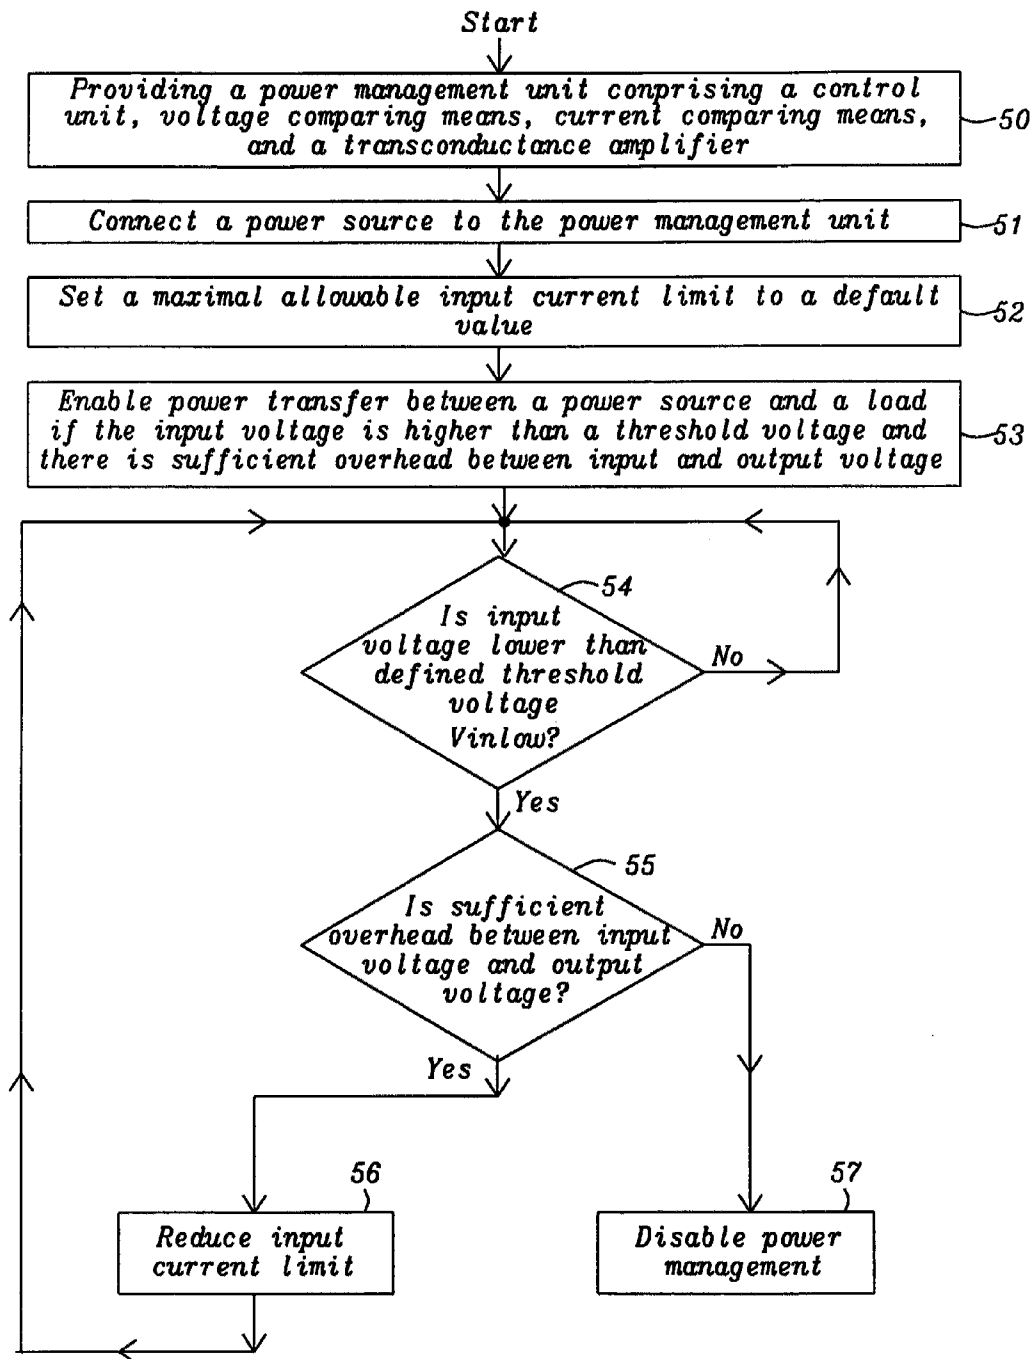 Start
Providing a power management unit conprising a control
unit, voltage comparing means, current comparing means,
and a transconductance amplifier
50
Connect a power source to the power management unit
51
Set a maximal allowable input current limit to a default
value
52
Enable power transfer between a power source and a load
if the input voltage is higher than a threshold voltage and
there is sufficient overhead between input and output voltage
53
54
Is input
voltage lower than
defined threshold
voltage
Vinlow?
No
Yes
55
Is sufficient
overhead between input
voltage and output
voltage?
No
Yes
56
Reduce input
current limit
57
Disable power
management